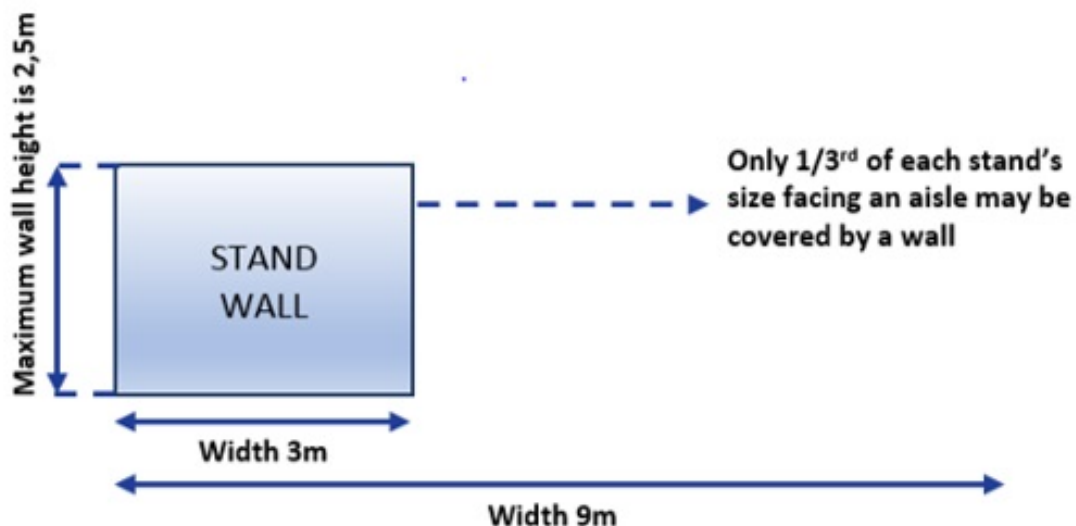 Maximum wall height is 2,5m
STAND
WALL
Only 1/3rd of each stand's
size facing an aisle may be
covered by a wall
Width 3m
Width 9m